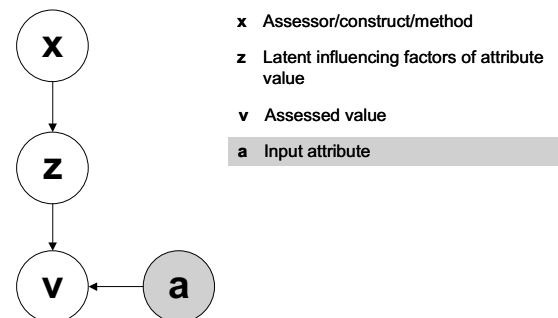 x
z
v
a
x Assessor/construct/method
z Latent influencing factors of attribute
value
v Assessed value
a Input attribute